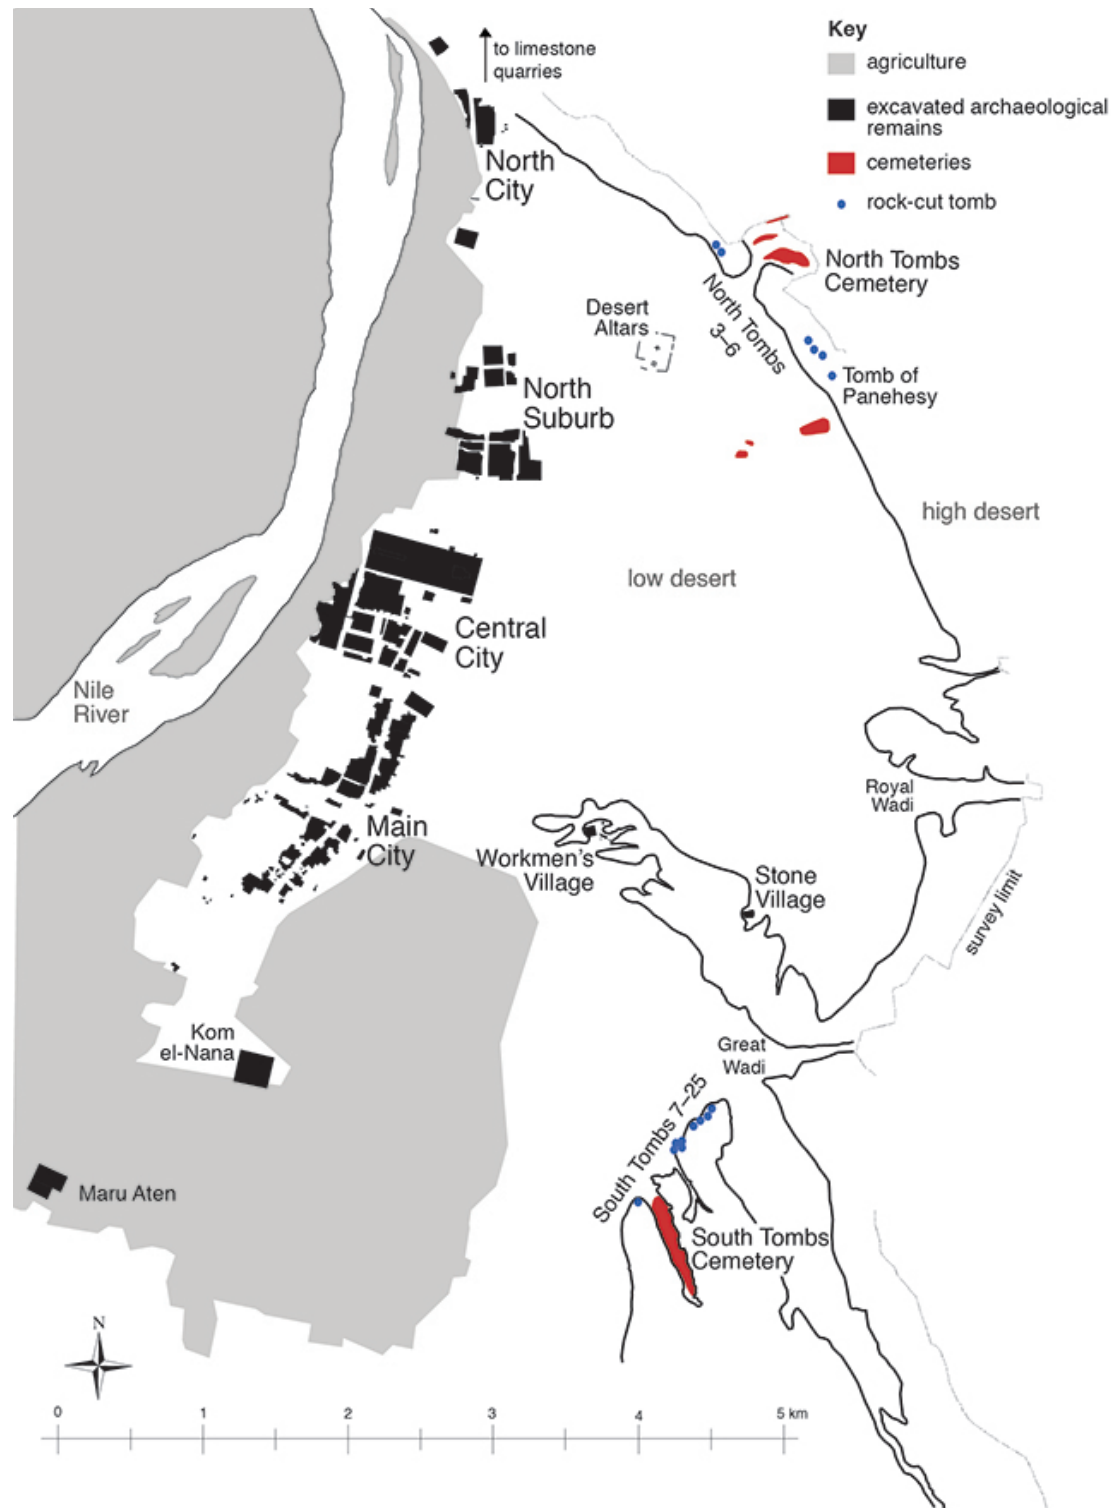 Key
agriculture
excavated archaeological
remains
cemeteries
rock-cut tomb
to limestone
quarries
North
City
North Tombs
Cemetery
North Tombs
3–6
Desert
Altars
Tomb of
Panehesy
North
Suburb
high desert
low desert
Central
City
Nile
River
Royal
Wadi
Main
City
Workmen's
Village
Stone
Village
survey limit
Kom
el-Nana
Great
Wadi
South Tombs 7–25
Maru Aten
South Tombs
Cemetery
N
0 1 2 3 4 5 km